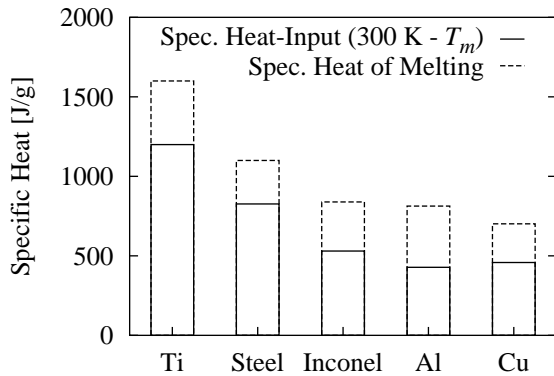 Spec. Heat-Input (300 K - Tm)
Spec. Heat of Melting
Specific Heat [J/g]
2000
1500
1000
500
0
Ti Steel Inconel Al Cu